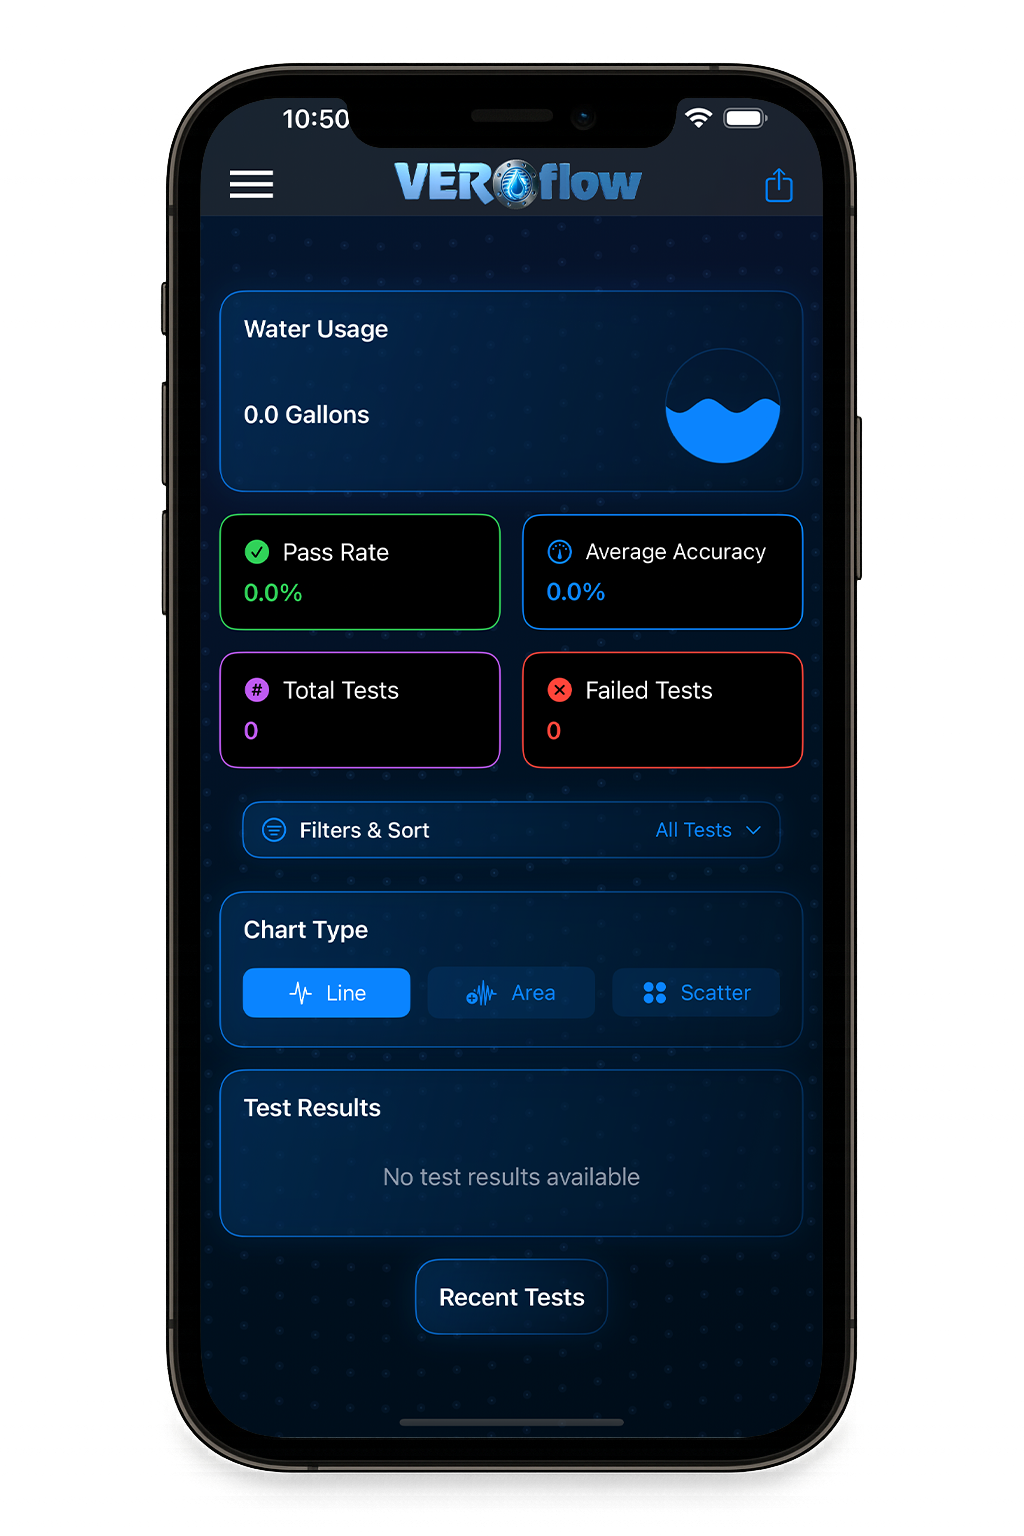 10:50
VEROflow
Water Usage
0.0 Gallons
Pass Rate
0.0%
Average Accuracy
0.0%
# Total Tests
0
Failed Tests
0
Filters & Sort
All Tests
Chart Type
Line
Area
Scatter
Test Results
No test results available
Recent Tests